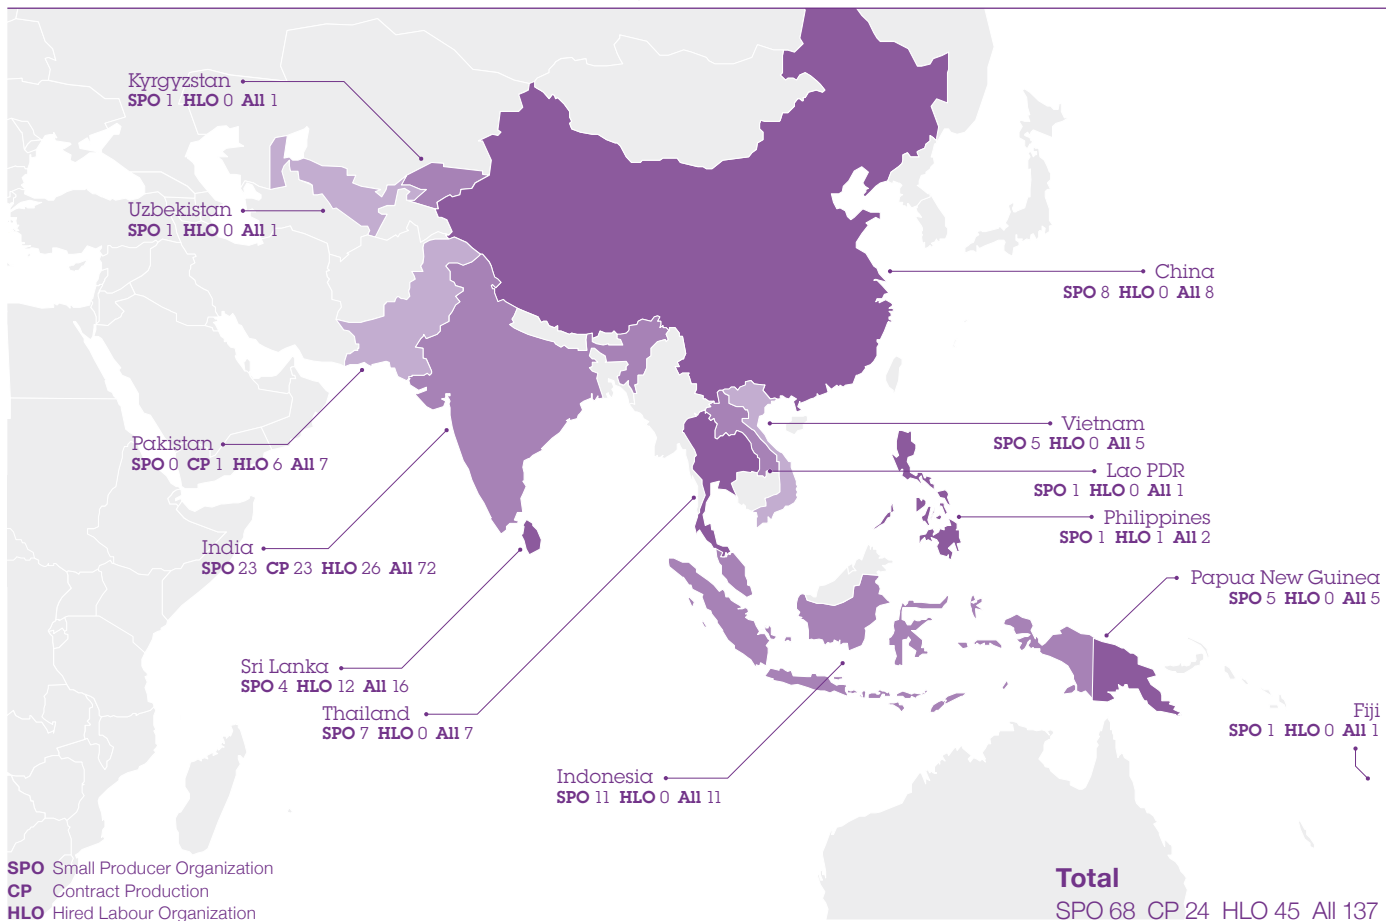 Kyrgyzstan
SPO 1 HLO 0 All 1
Uzbekistan
SPO 1 HLO 0 All 1
China
SPO 8 HLO 0 All 8
Pakistan
SPO 0 CP 1 HLO 6 All 7
Vietnam
SPO 5 HLO 0 All 5
Lao PDR
SPO 1 HLO 0 All 1
Philippines
SPO 1 HLO 1 All 2
India
SPO 23 CP 23 HLO 26 All 72
Papua New Guinea
SPO 5 HLO 0 All 5
Sri Lanka
SPO 4 HLO 12 All 16
Thailand
SPO 7 HLO 0 All 7
Fiji
SPO 1 HLO 0 All 1
Indonesia
SPO 11 HLO 0 All 11
SPO Small Producer Organization
CP Contract Production
HLO Hired Labour Organization
Total
SPO 68 CP 24 HLO 45 All 137